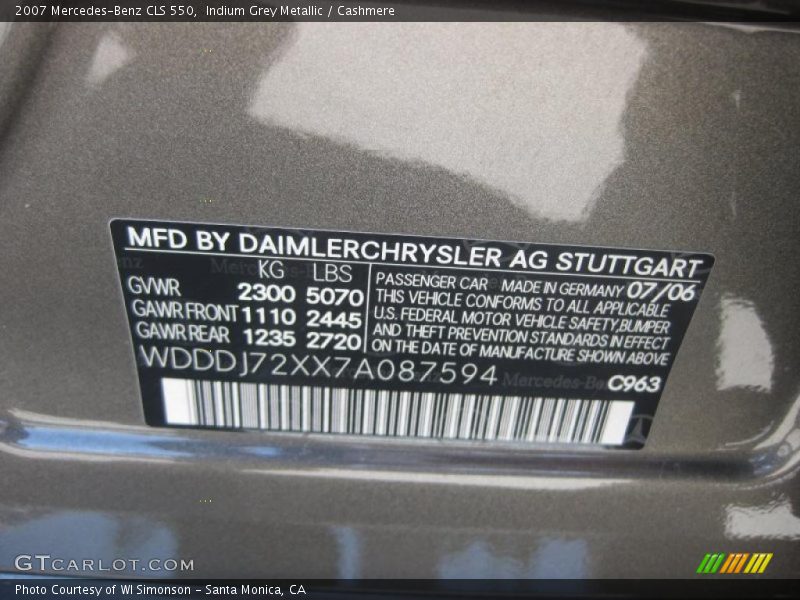 2007 Mercedes-Benz CLS 550, Indium Grey Metallic / Cashmere
MFD BY DAIMLERCHRYSLER AG STUTTGART
KG LBS
GVWR 2300 5070
GAWR FRONT 1110 2445
GAWR REAR 1235 2720
PASSENGER CAR MADE IN GERMANY 07/06
THIS VEHICLE CONFORMS TO ALL APPLICABLE
U.S. FEDERAL MOTOR VEHICLE SAFETY, BUMPER
AND THEFT PREVENTION STANDARDS IN EFFECT
ON THE DATE OF MANUFACTURE SHOWN ABOVE
WDDDJ72XX7A087594
Mercedes-Be
C963
GTCARLOT.COM
Photo Courtesy of WI Simonson – Santa Monica, CA